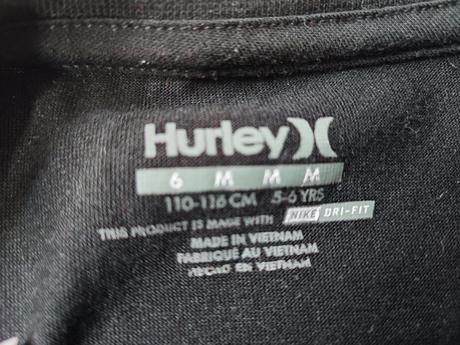 Hurley
6 M M M
110-116 CM 5-6 YRS
THIS PRODUCT IS MADE WITH NIKE DRI-FIT
MADE IN VIETNAM
FABRIQUÉ AU VIETNAM
HECHO EN VIETNAM